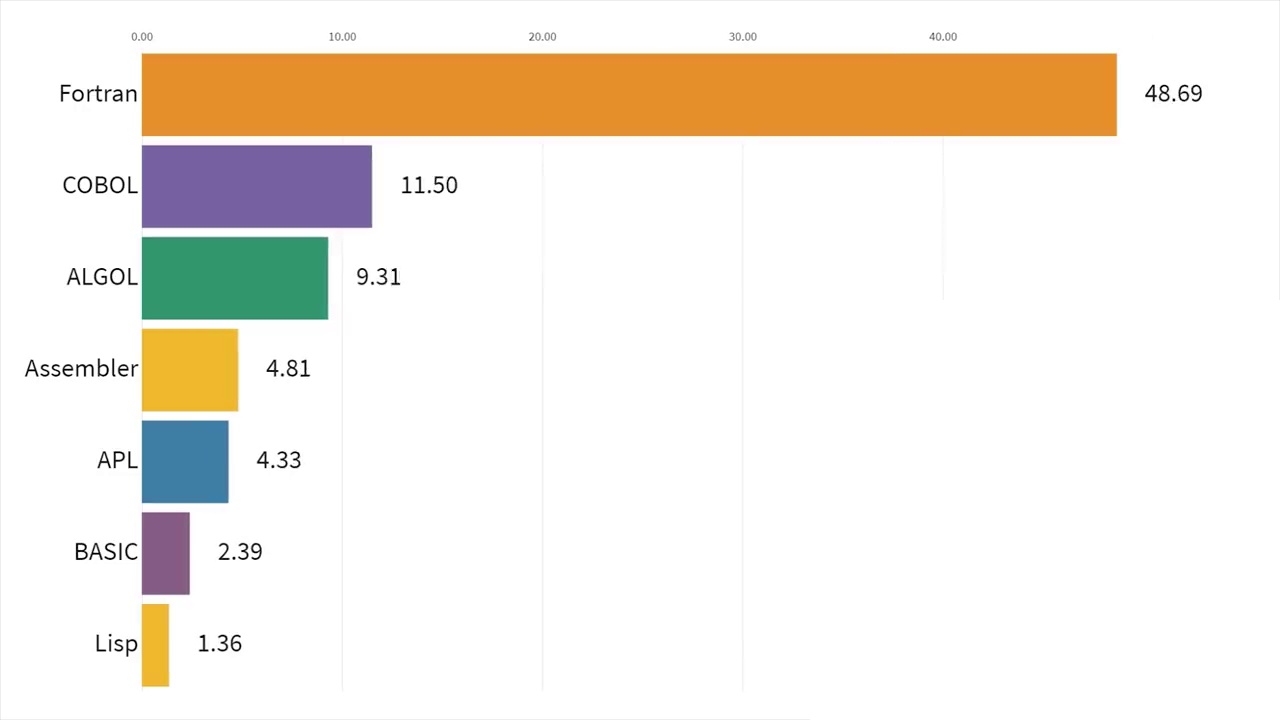 0.00 10.00 20.00 30.00 40.00
Fortran 48.69
COBOL 11.50
ALGOL 9.31
Assembler 4.81
APL 4.33
BASIC 2.39
Lisp 1.36